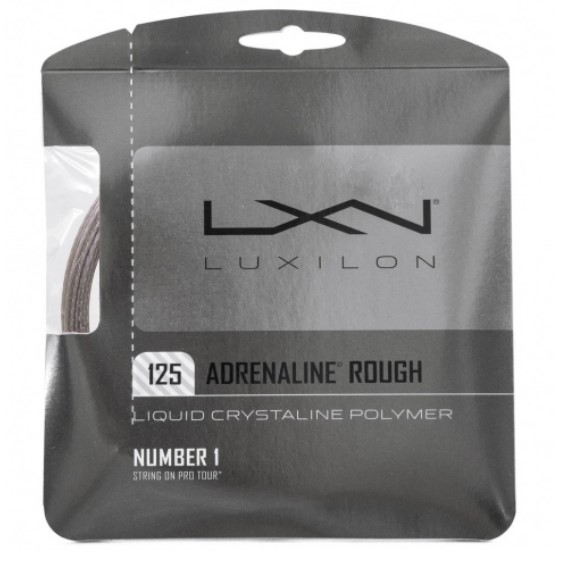 LXN®
LUXILON
125 ADRENALINE® ROUGH
LIQUID CRYSTALINE POLYMER
NUMBER 1
STRING ON PRO TOUR*